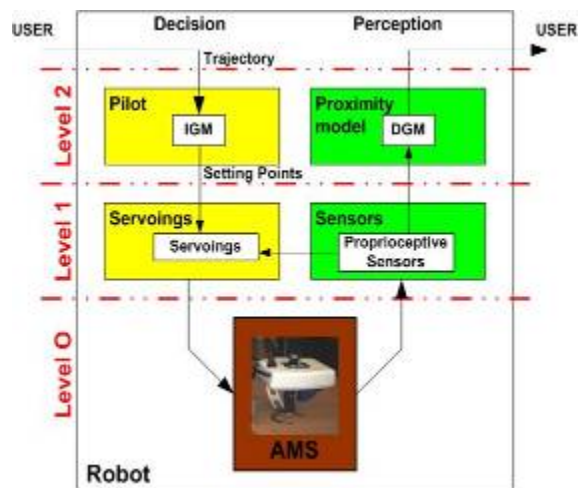 USER
Decision
Perception
USER
Trajectory
Level 2
Pilot
IGM
Proximity
model
DGM
Setting Points
Level 1
Servoings
Servoings
Sensors
Proprioceptive
Sensors
Level O
AMS
Robot